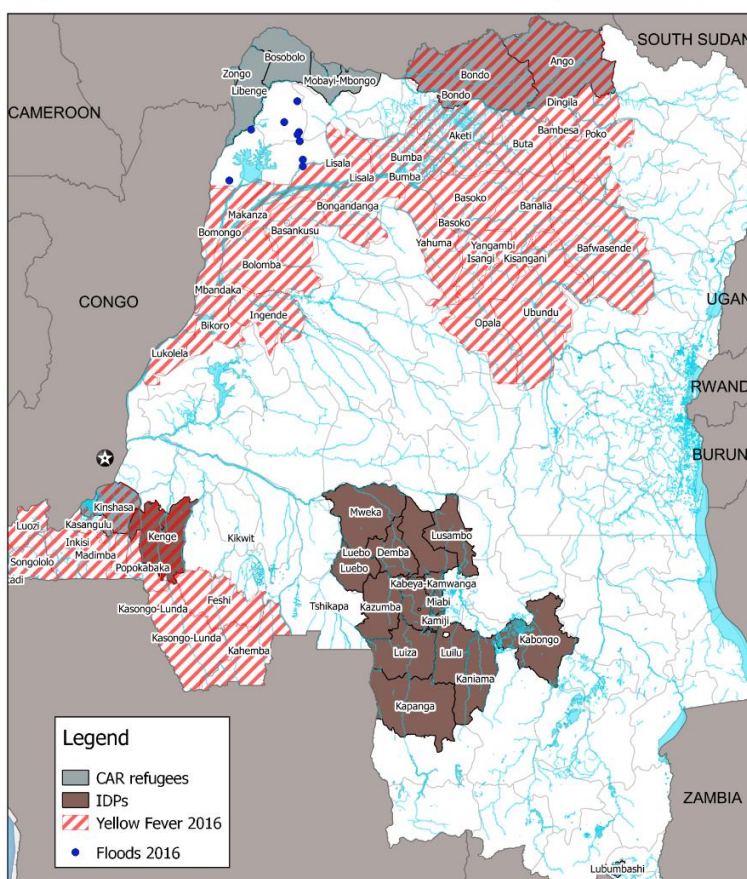 SOUTH SUDAN
Bosobolo
Zongo
Mobayi-Mbongo
Libenge
Bondo
Ango
CAMEROON
Bondo
Dingila
Aketi
Buta
Bambesa
Poko
Lisala
Bumba
Lisala
Bumba
Makanza
Bongandanga
Basoko
Banalia
Bomongo
Basankusu
Basoko
Yahuma
Yangambi
Bafwasende
Isangi
Kisangani
Bolomba
Mbandaka
CONGO
UGAN
Ingende
Ubundu
Bikoro
Opala
Lukolela
RWAND
BURUN
Kinshasa
Mweka
Luozi
Kasangulu
Kenge
Lusambo
Inkisi
Kikwit
Luebo
Demba
Songololo
Madimba
Luebo
tadi
Popokabaka
Kabeya-Kamwanga
Kasongo-Lunda
Feshi
Tshikapa
Kazumba
Miabi
Kamiji
Kasongo-Lunda
Kabongo
Kahemba
Luiza
Luilu
Kaniama
Kapanga
Legend
CAR refugees
IDPs
Yellow Fever 2016
Floods 2016
ZAMBIA
Lubumbashi